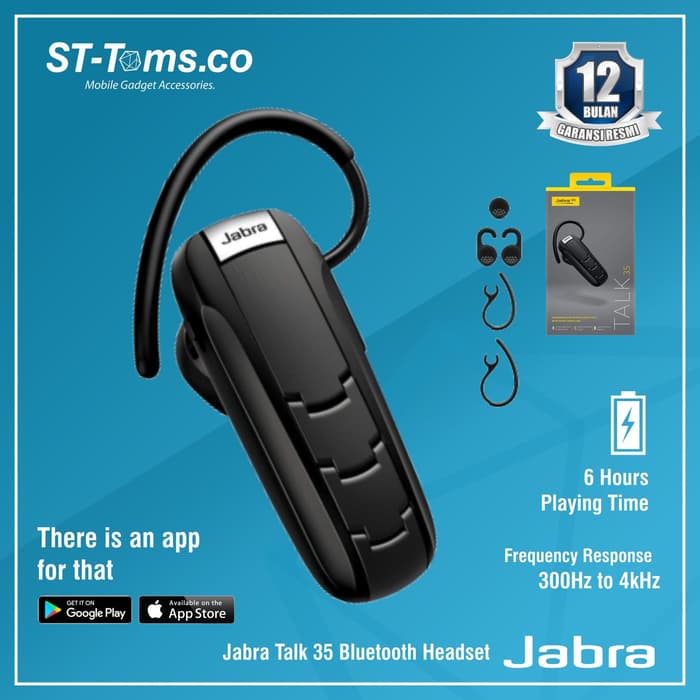 ST-Toms.co
Mobile Gadget Accessories.
12
BULAN
GARANSI RESMI
Jabra
Jabra
TALK 35
6 Hours
Playing Time
There is an app
for that
GET IT ON
Google Play
Available on the
App Store
Frequency Response
300Hz to 4kHz
Jabra Talk 35 Bluetooth Headset
Jabra